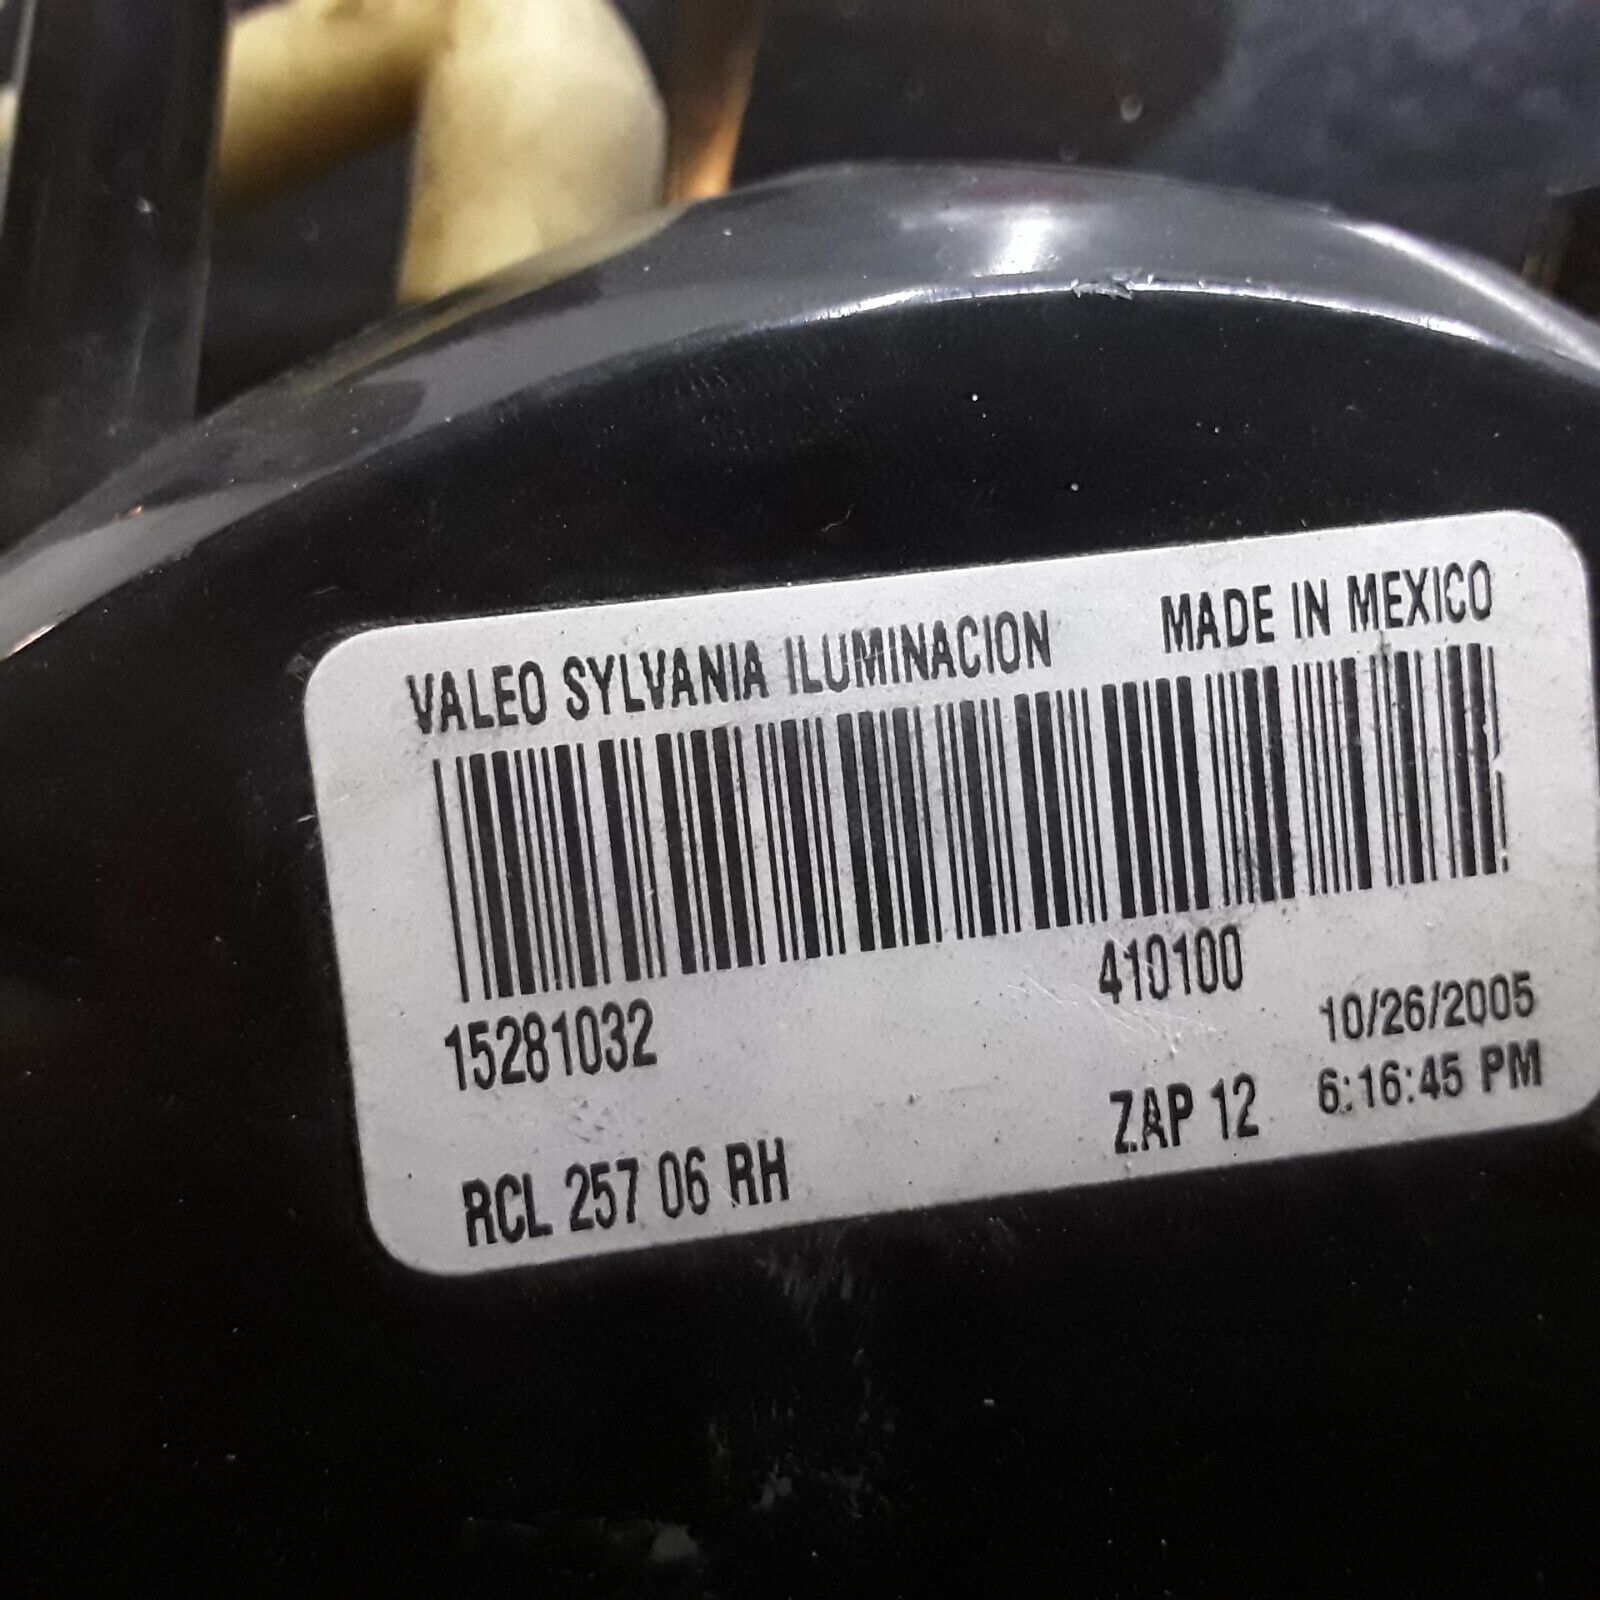 VALEO SYLVANIA ILUMINACION MADE IN MEXICO
15281032 410100 10/26/2005
RCL 257 06 RH ZAP 12 6:16:45 PM